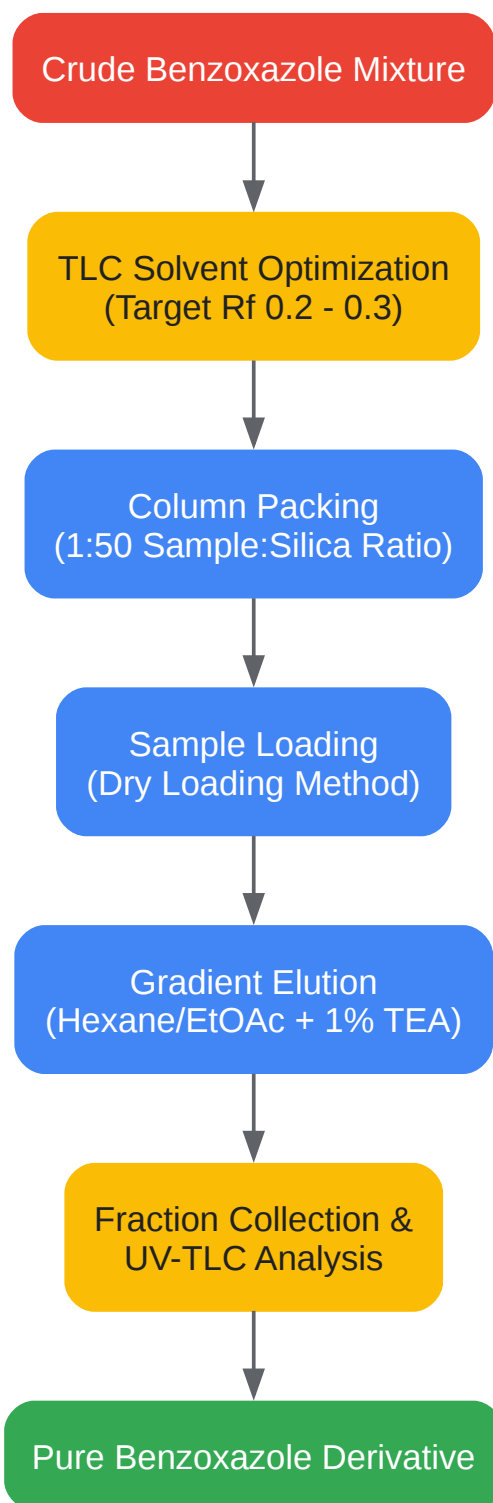 Crude Benzoxazole Mixture
TLC Solvent Optimization
(Target Rf 0.2 - 0.3)
Column Packing
(1:50 Sample:Silica Ratio)
Sample Loading
(Dry Loading Method)
Gradient Elution
(Hexane/EtOAc + 1% TEA)
Fraction Collection &
UV-TLC Analysis
Pure Benzoxazole Derivative